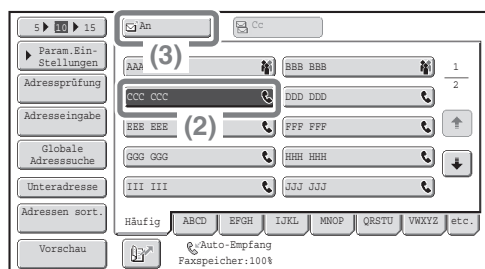 5 10 15
An
Cc
Param.Ein-
Stellungen
(3)
AAA
BBB BBB
1
2
Adressprüfung
CCC CCC
DDD DDD
Adresseingabe
EEE EEE
(2)
FFF FFF
Globale
Adresssuche
GGG GGG
HHH HHH
Unteradresse
III III
JJJ JJJ
Adressen sort.
Häufig
ABCD
EFGH
IJKL
MNOP
QRSTU
VWXYZ
etc.
Vorschau
Auto-Empfang
Faxspeicher:100%